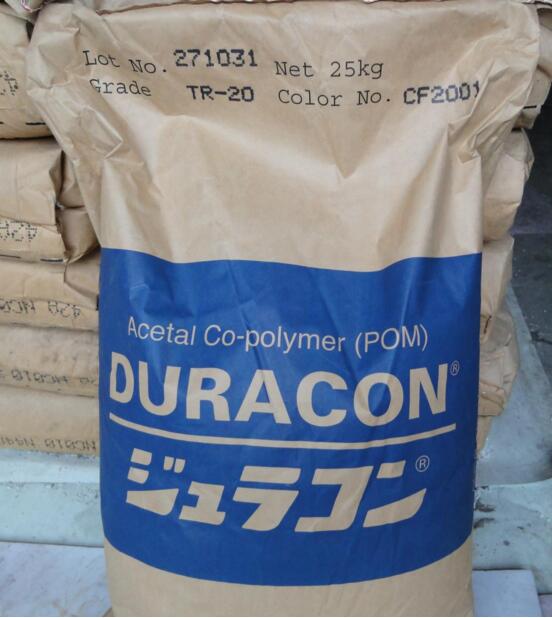 Lot No. 271031 Net 25kg
Grade TR-20 Color No. CF2001
Acetal Co-polymer (POM)
DURACON®
ジュラコン®